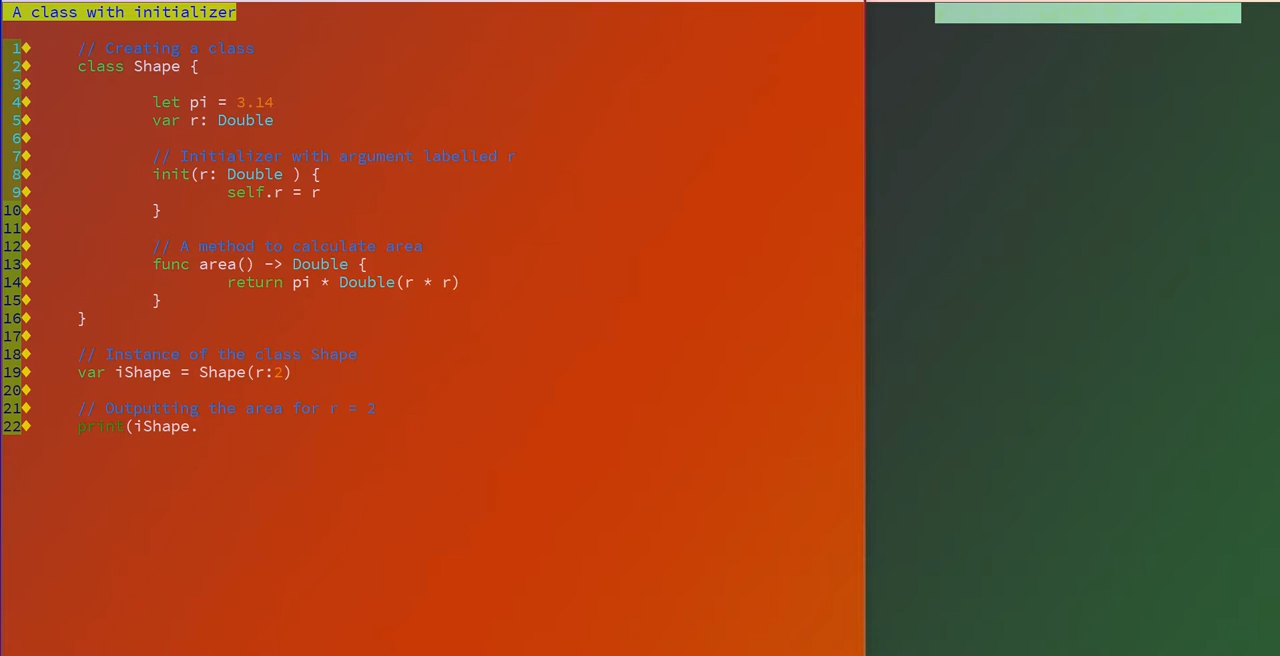 A class with initializer
1 // Creating a class
2 class Shape {
3
4 let pi = 3.14
5 var r: Double
6
7 // Initializer with argument labelled r
8 init(r: Double ) {
9 self.r = r
10 }
11
12 // A method to calculate area
13 func area() -> Double {
14 return pi * Double(r * r)
15 }
16 }
17
18 // Instance of the class Shape
19 var iShape = Shape(r:2)
20
21 // Outputting the area for r = 2
22 print(iShape.